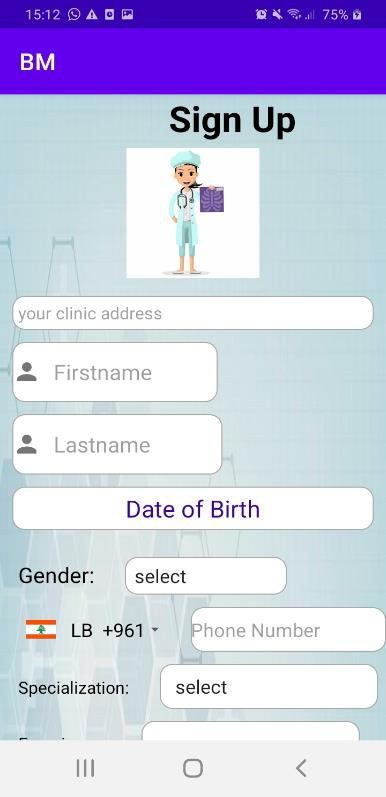 15:12 75%
BM
Sign Up
your clinic address
Firstname
Lastname
Date of Birth
Gender: select
LB +961 Phone Number
Specialization: select